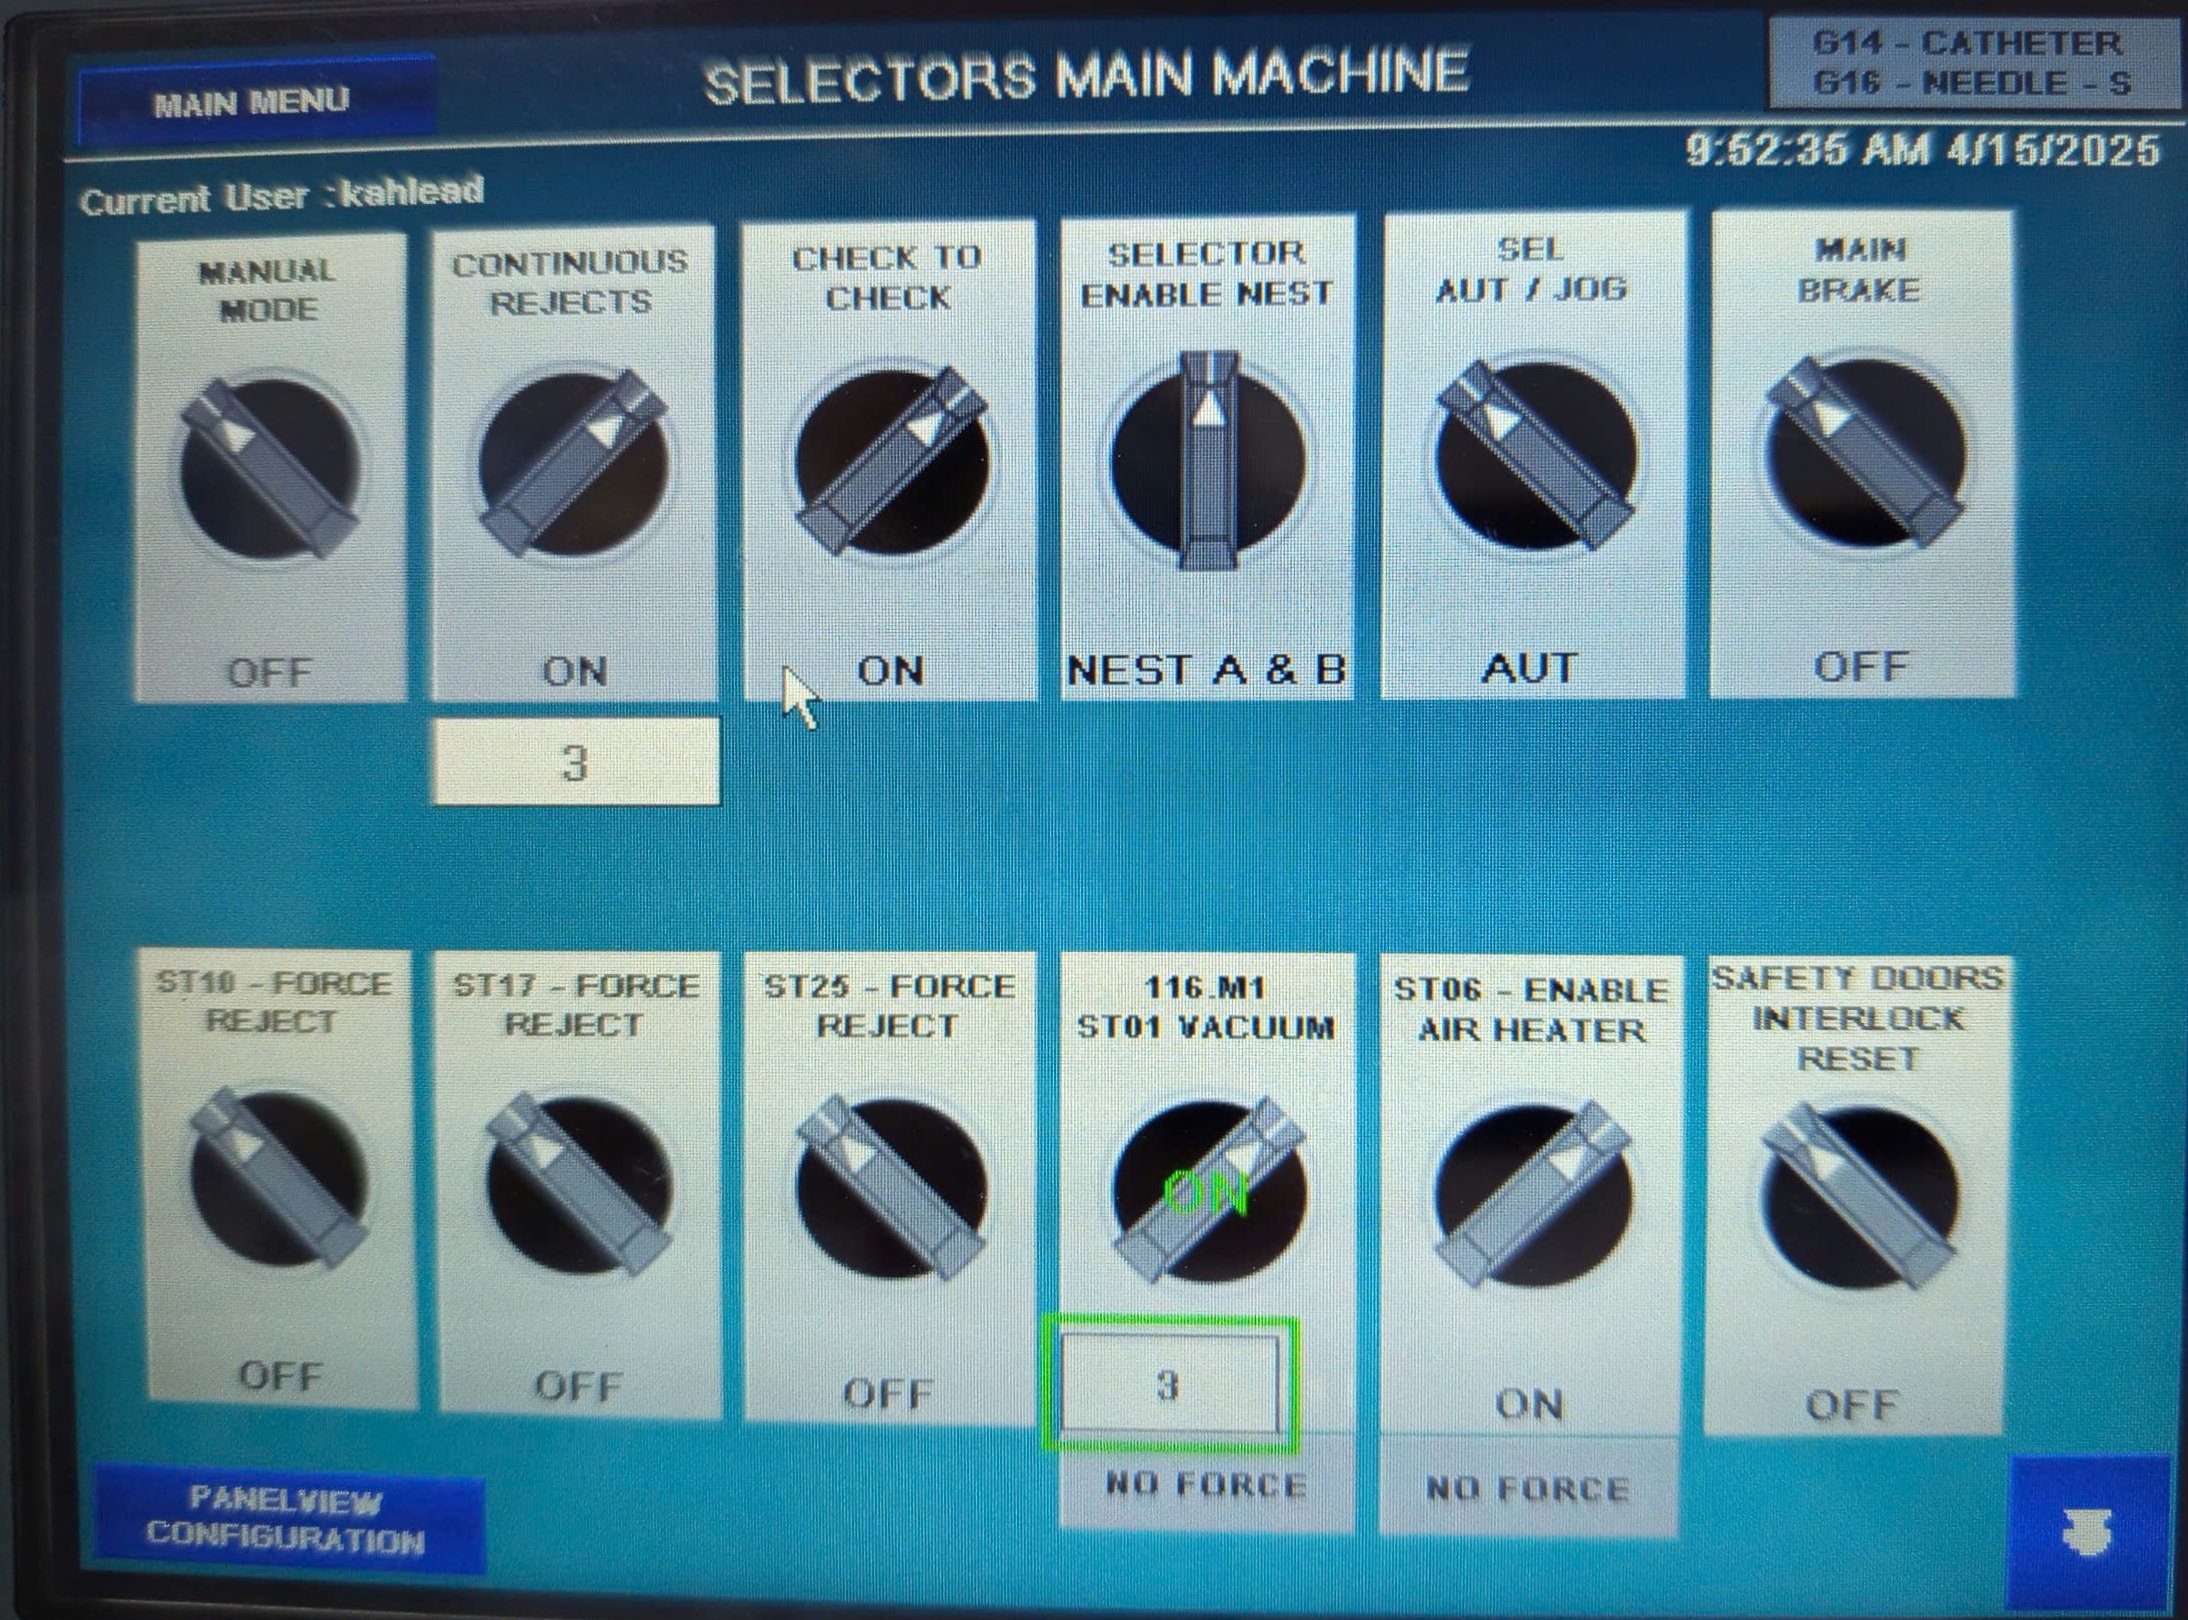 MAIN MENU
SELECTORS MAIN MACHINE
G14 - CATHETER
G16 - NEEDLE - S
9:52:35 AM 4/15/2025
Current User :kahlead
MANUAL
MODE
OFF
CONTINUOUS
REJECTS
ON
3
CHECK TO
CHECK
ON
SELECTOR
ENABLE NEST
NEST A & B
SEL
AUT / JOG
AUT
MAIN
BRAKE
OFF
ST10 - FORCE
REJECT
OFF
ST17 - FORCE
REJECT
OFF
ST25 - FORCE
REJECT
OFF
116.M1
ST01 VACUUM
ON
3
NO FORCE
ST06 - ENABLE
AIR HEATER
ON
NO FORCE
SAFETY DOORS
INTERLOCK
RESET
OFF
PANELVIEW
CONFIGURATION